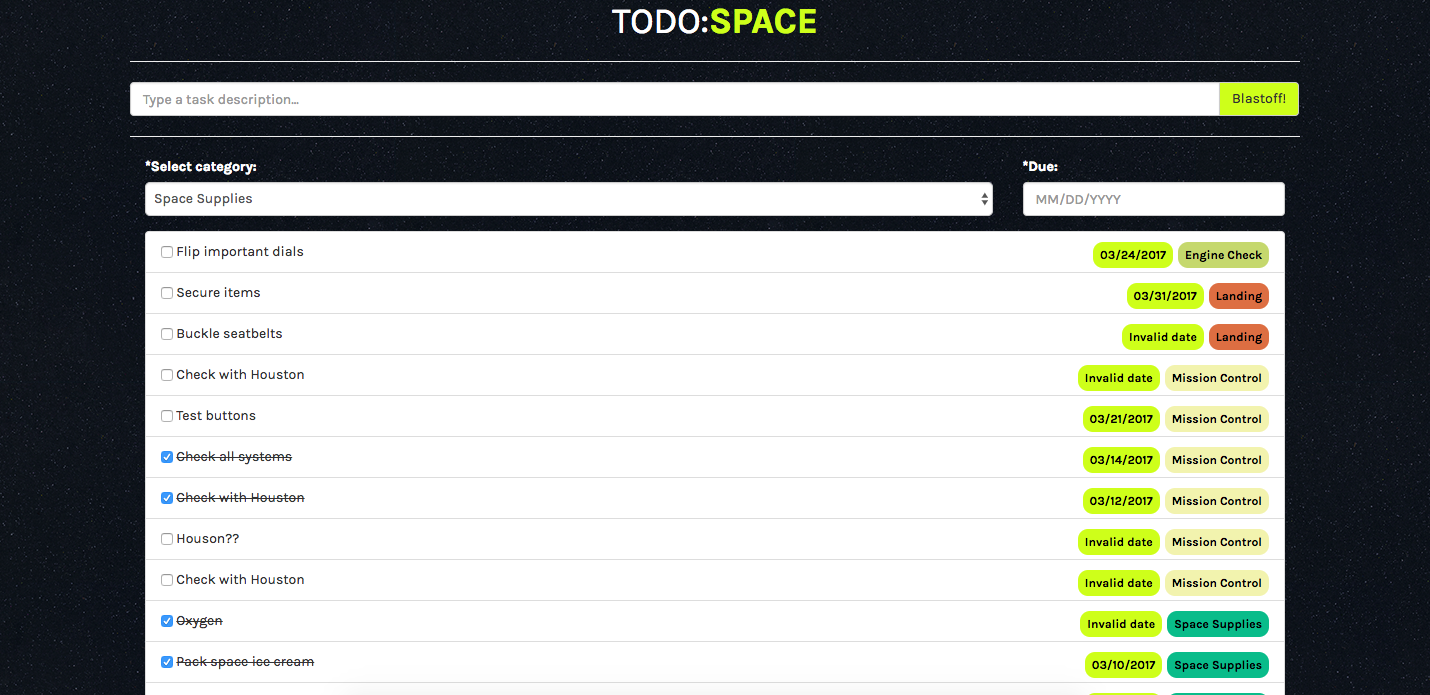 TODO:SPACE
Type a task description...
Blastoff!
*Select category:
*Due:
Space Supplies
MM/DD/YYYY
Flip important dials 03/24/2017 Engine Check
Secure items 03/31/2017 Landing
Buckle seatbelts Invalid date Landing
Check with Houston Invalid date Mission Control
Test buttons 03/21/2017 Mission Control
Check all systems 03/14/2017 Mission Control
Check with Houston 03/12/2017 Mission Control
Houson?? Invalid date Mission Control
Check with Houston Invalid date Mission Control
Oxygen Invalid date Space Supplies
Pack space ice cream 03/10/2017 Space Supplies